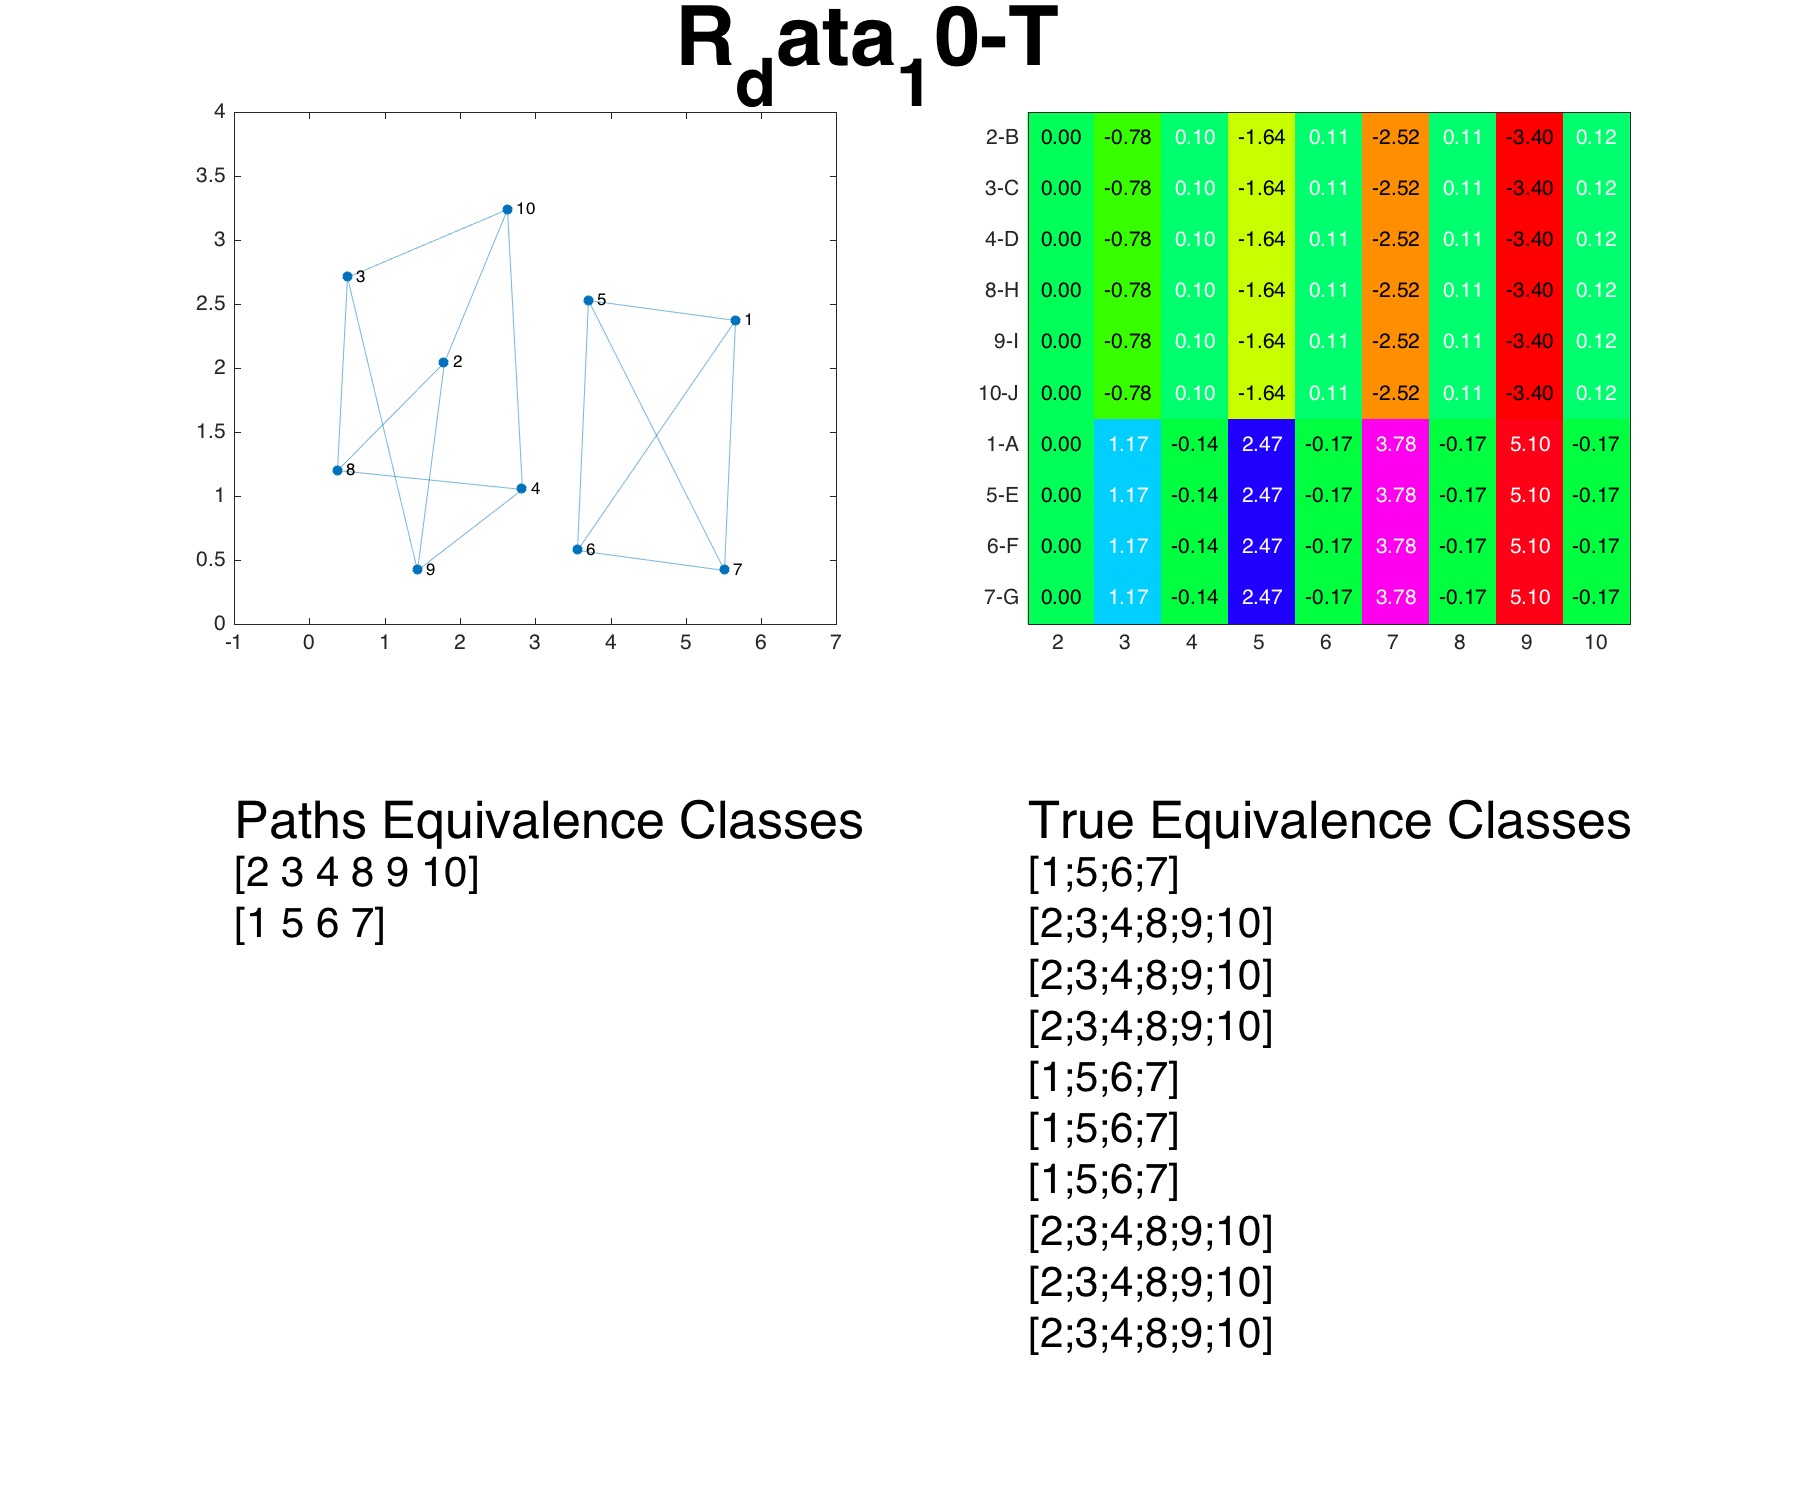 Rdata10-T
4
3.5
3
2.5
2
1.5
1
0.5
0
-1 0 1 2 3 4 5 6 7
10
3
5
1
2
8
4
6
9
7
2-B 0.00 -0.78 0.10 -1.64 0.11 -2.52 0.11 -3.40 0.12
3-C 0.00 -0.78 0.10 -1.64 0.11 -2.52 0.11 -3.40 0.12
4-D 0.00 -0.78 0.10 -1.64 0.11 -2.52 0.11 -3.40 0.12
8-H 0.00 -0.78 0.10 -1.64 0.11 -2.52 0.11 -3.40 0.12
9-I 0.00 -0.78 0.10 -1.64 0.11 -2.52 0.11 -3.40 0.12
10-J 0.00 -0.78 0.10 -1.64 0.11 -2.52 0.11 -3.40 0.12
1-A 0.00 1.17 -0.14 2.47 -0.17 3.78 -0.17 5.10 -0.17
5-E 0.00 1.17 -0.14 2.47 -0.17 3.78 -0.17 5.10 -0.17
6-F 0.00 1.17 -0.14 2.47 -0.17 3.78 -0.17 5.10 -0.17
7-G 0.00 1.17 -0.14 2.47 -0.17 3.78 -0.17 5.10 -0.17
2 3 4 5 6 7 8 9 10
Paths Equivalence Classes
[2 3 4 8 9 10]
[1 5 6 7]
True Equivalence Classes
[1;5;6;7]
[2;3;4;8;9;10]
[2;3;4;8;9;10]
[2;3;4;8;9;10]
[1;5;6;7]
[1;5;6;7]
[1;5;6;7]
[2;3;4;8;9;10]
[2;3;4;8;9;10]
[2;3;4;8;9;10]